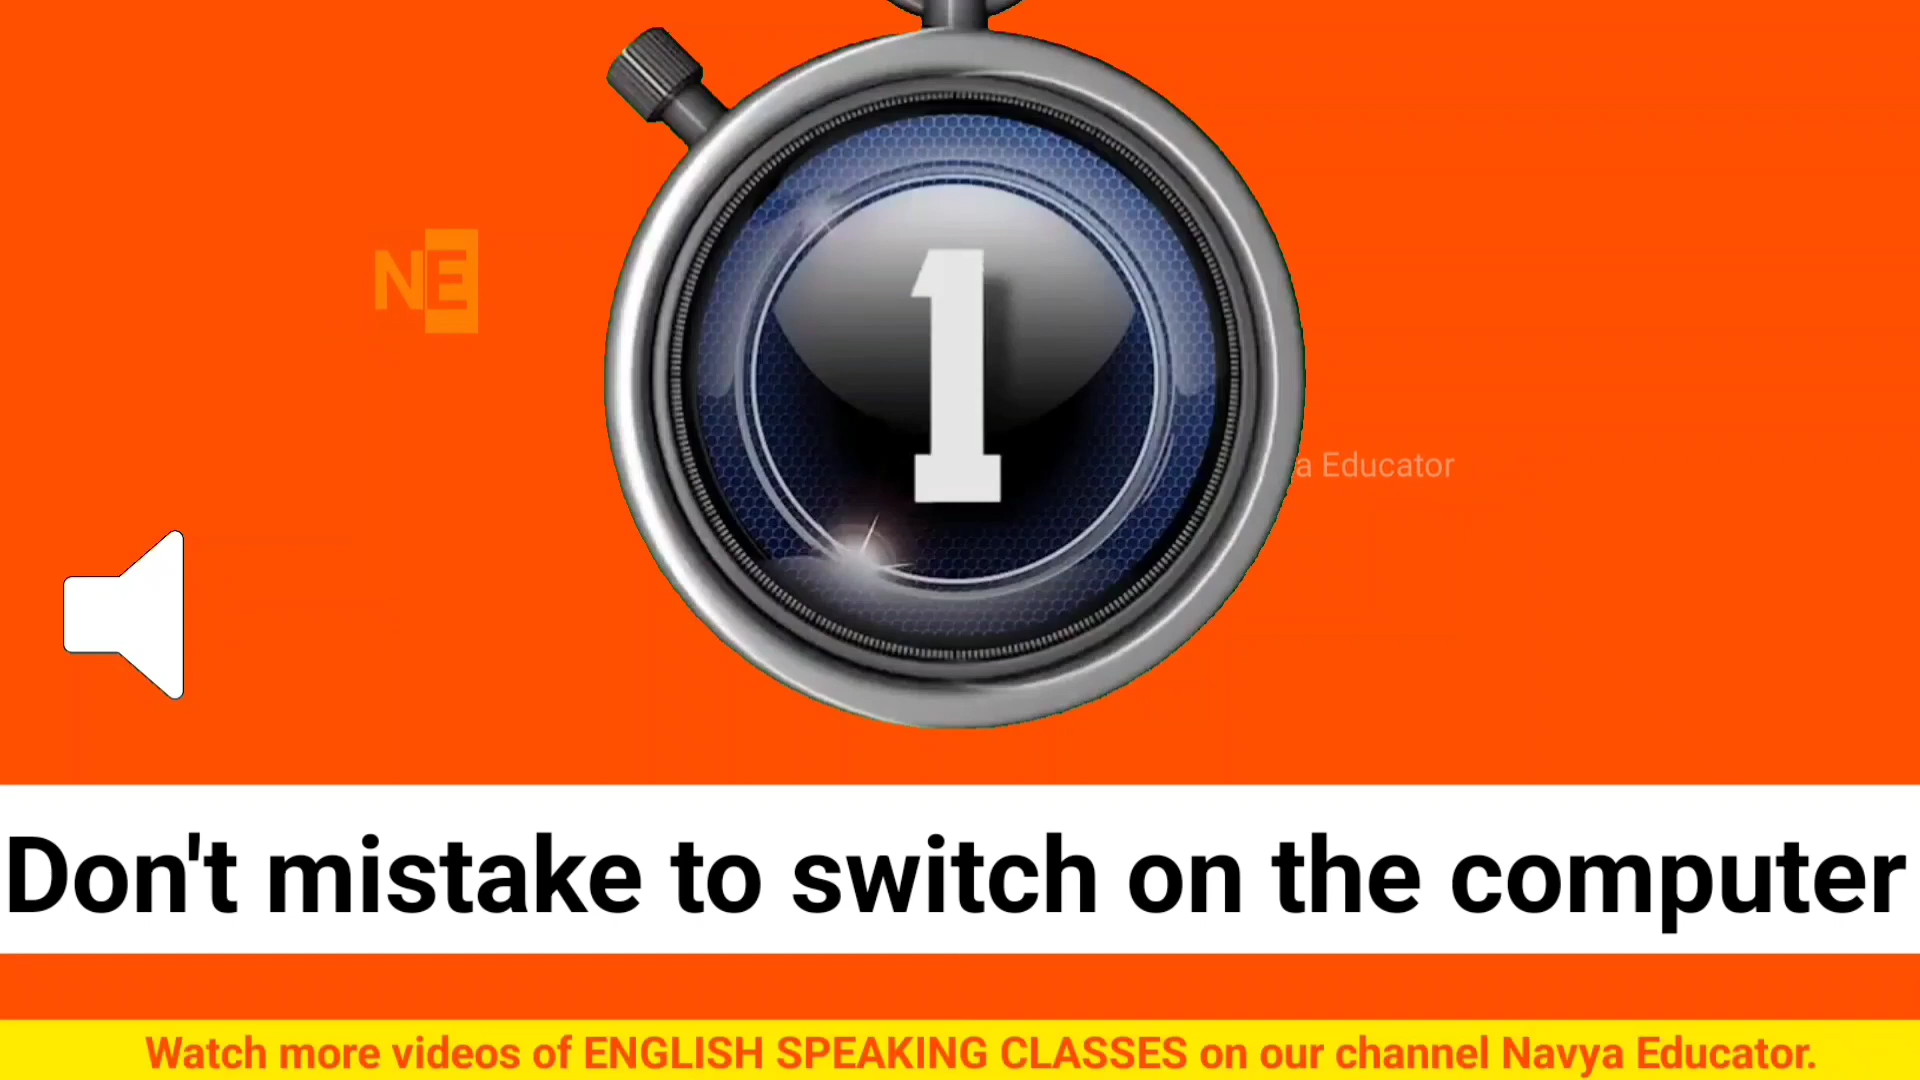 1
NE
a Educator
Don't mistake to switch on the computer
Watch more videos of ENGLISH SPEAKING CLASSES on our channel Navya Educator.